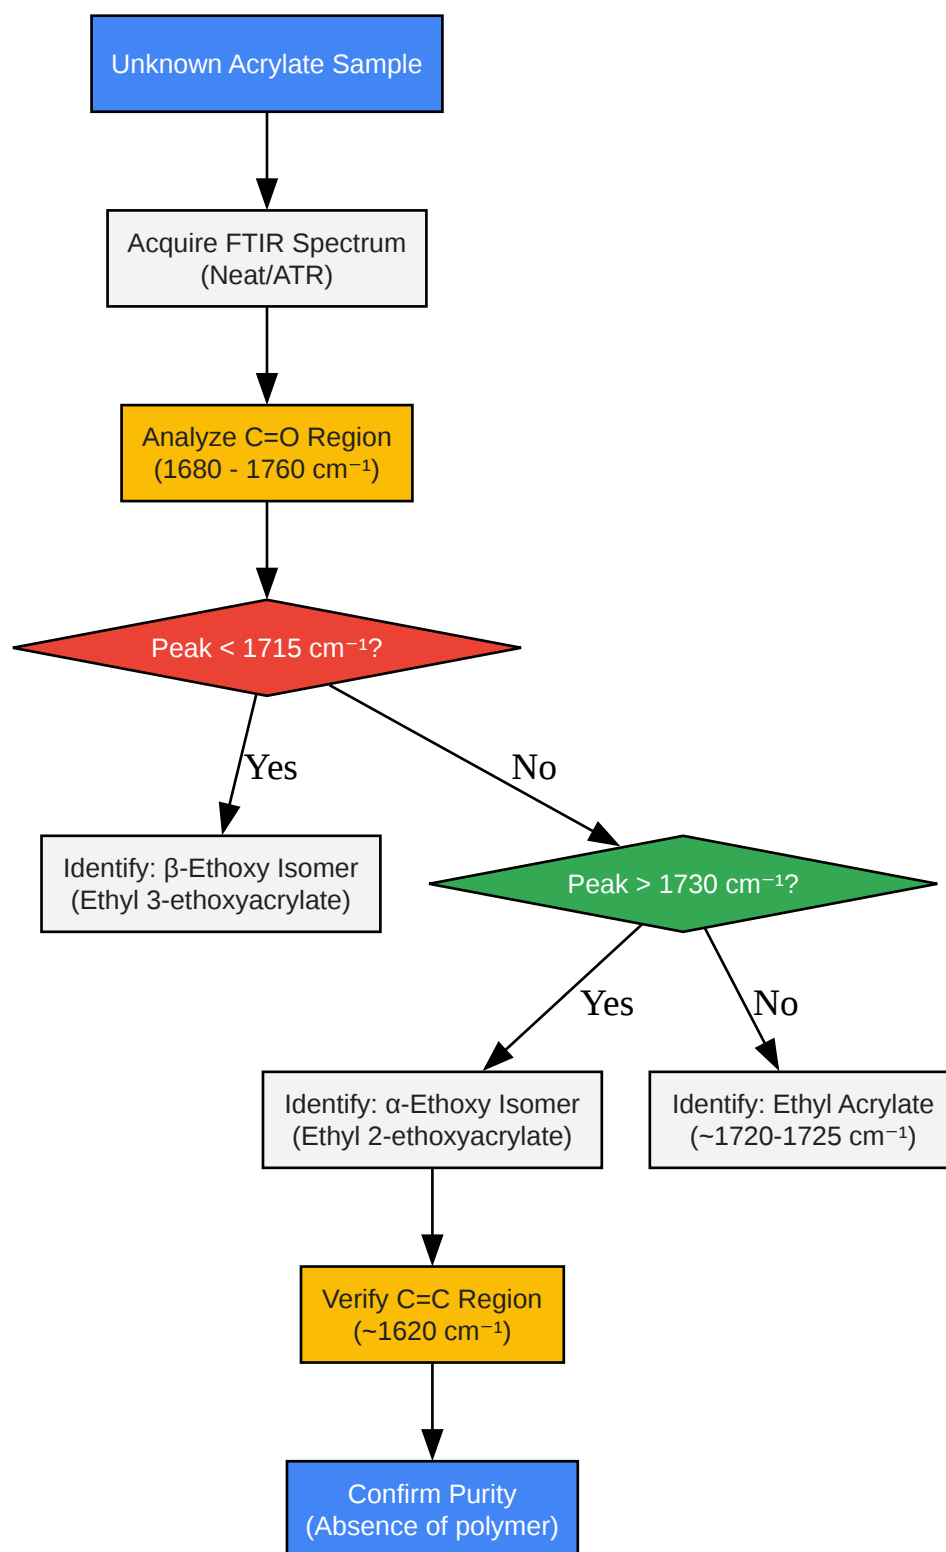 Unknown Acrylate Sample
Acquire FTIR Spectrum
(Neat/ATR)
Analyze C=O Region
(1680 - 1760 cm⁻¹)
Peak < 1715 cm⁻¹?
Yes
No
Identify: β-Ethoxy Isomer
(Ethyl 3-ethoxyacrylate)
Peak > 1730 cm⁻¹?
Yes
No
Identify: α-Ethoxy Isomer
(Ethyl 2-ethoxyacrylate)
Identify: Ethyl Acrylate
(~1720-1725 cm⁻¹)
Verify C=C Region
(~1620 cm⁻¹)
Confirm Purity
(Absence of polymer)